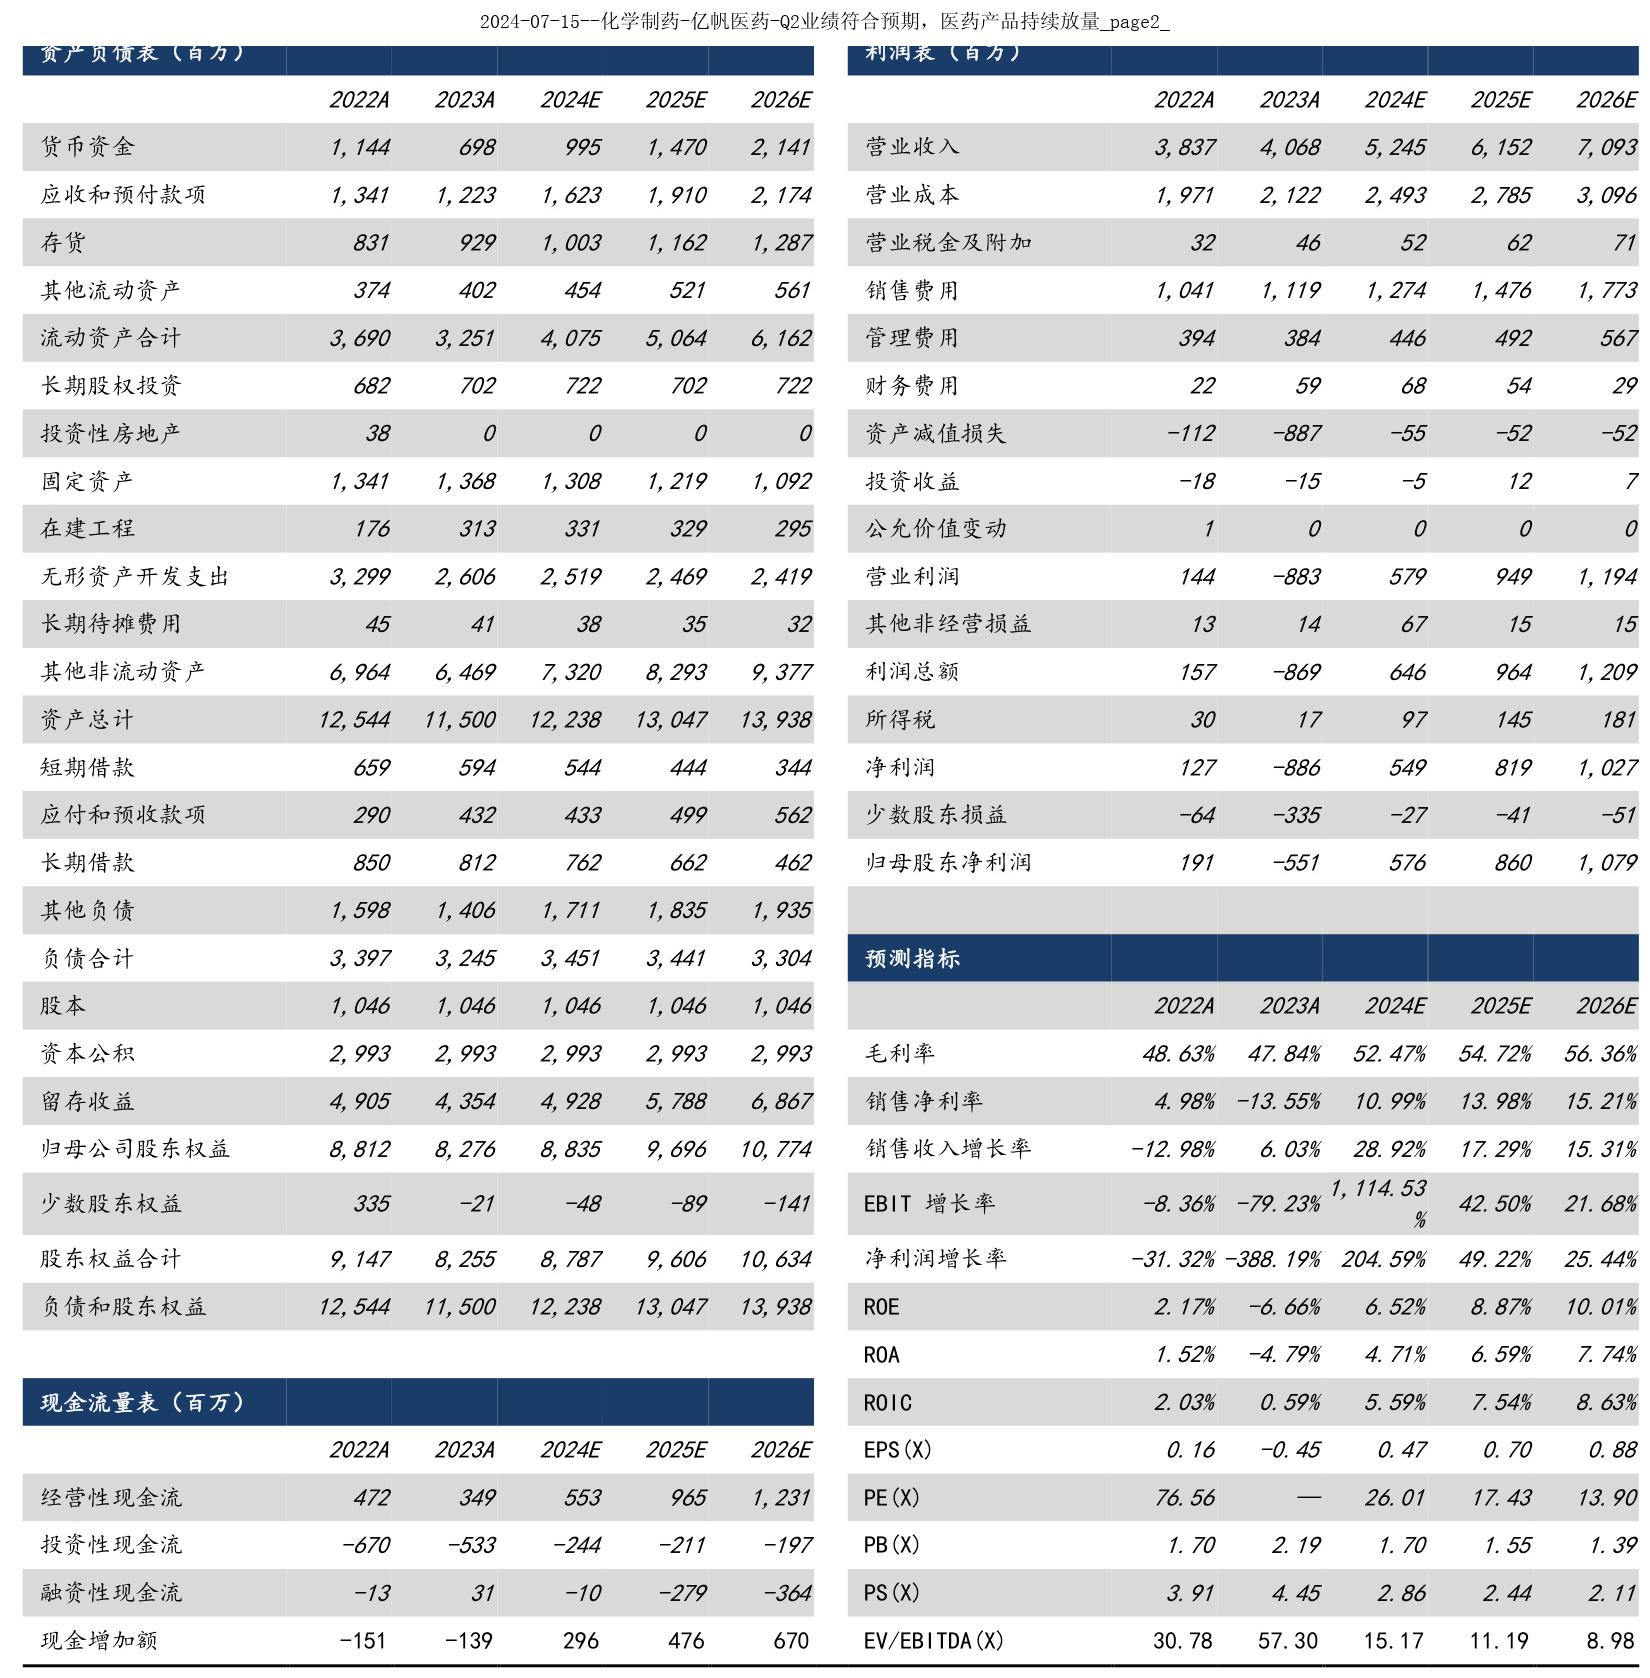 2024-07-15--化学制药-亿帆医药-Q2业绩符合预期，医药产品持续放量_page2_
资产负债表（百万）
2022A 2023A 2024E 2025E 2026E
货币资金 1,144 698 995 1,470 2,141
应收和预付款项 1,341 1,223 1,623 1,910 2,174
存货 831 929 1,003 1,162 1,287
其他流动资产 374 402 454 521 561
流动资产合计 3,690 3,251 4,075 5,064 6,162
长期股权投资 682 702 722 702 722
投资性房地产 38 0 0 0 0
固定资产 1,341 1,368 1,308 1,219 1,092
在建工程 176 313 331 329 295
无形资产开发支出 3,299 2,606 2,519 2,469 2,419
长期待摊费用 45 41 38 35 32
其他非流动资产 6,964 6,469 7,320 8,293 9,377
资产总计 12,544 11,500 12,238 13,047 13,938
短期借款 659 594 544 444 344
应付和预收款项 290 432 433 499 562
长期借款 850 812 762 662 462
其他负债 1,598 1,406 1,711 1,835 1,935
负债合计 3,397 3,245 3,451 3,441 3,304
股本 1,046 1,046 1,046 1,046 1,046
资本公积 2,993 2,993 2,993 2,993 2,993
留存收益 4,905 4,354 4,928 5,788 6,867
归母公司股东权益 8,812 8,276 8,835 9,696 10,774
少数股东权益 335 -21 -48 -89 -141
股东权益合计 9,147 8,255 8,787 9,606 10,634
负债和股东权益 12,544 11,500 12,238 13,047 13,938
现金流量表（百万）
2022A 2023A 2024E 2025E 2026E
经营性现金流 472 349 553 965 1,231
投资性现金流 -670 -533 -244 -211 -197
融资性现金流 -13 31 -10 -279 -364
现金增加额 -151 -139 296 476 670
利润表（百万）
2022A 2023A 2024E 2025E 2026E
营业收入 3,837 4,068 5,245 6,152 7,093
营业成本 1,971 2,122 2,493 2,785 3,096
营业税金及附加 32 46 52 62 71
销售费用 1,041 1,119 1,274 1,476 1,773
管理费用 394 384 446 492 567
财务费用 22 59 68 54 29
资产减值损失 -112 -887 -55 -52 -52
投资收益 -18 -15 -5 12 7
公允价值变动 1 0 0 0 0
营业利润 144 -883 579 949 1,194
其他非经营损益 13 14 67 15 15
利润总额 157 -869 646 964 1,209
所得税 30 17 97 145 181
净利润 127 -886 549 819 1,027
少数股东损益 -64 -335 -27 -41 -51
归母股东净利润 191 -551 576 860 1,079
预测指标
2022A 2023A 2024E 2025E 2026E
毛利率 48.63% 47.84% 52.47% 54.72% 56.36%
销售净利率 4.98% -13.55% 10.99% 13.98% 15.21%
销售收入增长率 -12.98% 6.03% 28.92% 17.29% 15.31%
EBIT 增长率 -8.36% -79.23% 1,114.53% 42.50% 21.68%
净利润增长率 -31.32% -388.19% 204.59% 49.22% 25.44%
ROE 2.17% -6.66% 6.52% 8.87% 10.01%
ROA 1.52% -4.79% 4.71% 6.59% 7.74%
ROIC 2.03% 0.59% 5.59% 7.54% 8.63%
EPS(X) 0.16 -0.45 0.47 0.70 0.88
PE(X) 76.56 — 26.01 17.43 13.90
PB(X) 1.70 2.19 1.70 1.55 1.39
PS(X) 3.91 4.45 2.86 2.44 2.11
EV/EBITDA(X) 30.78 57.30 15.17 11.19 8.98